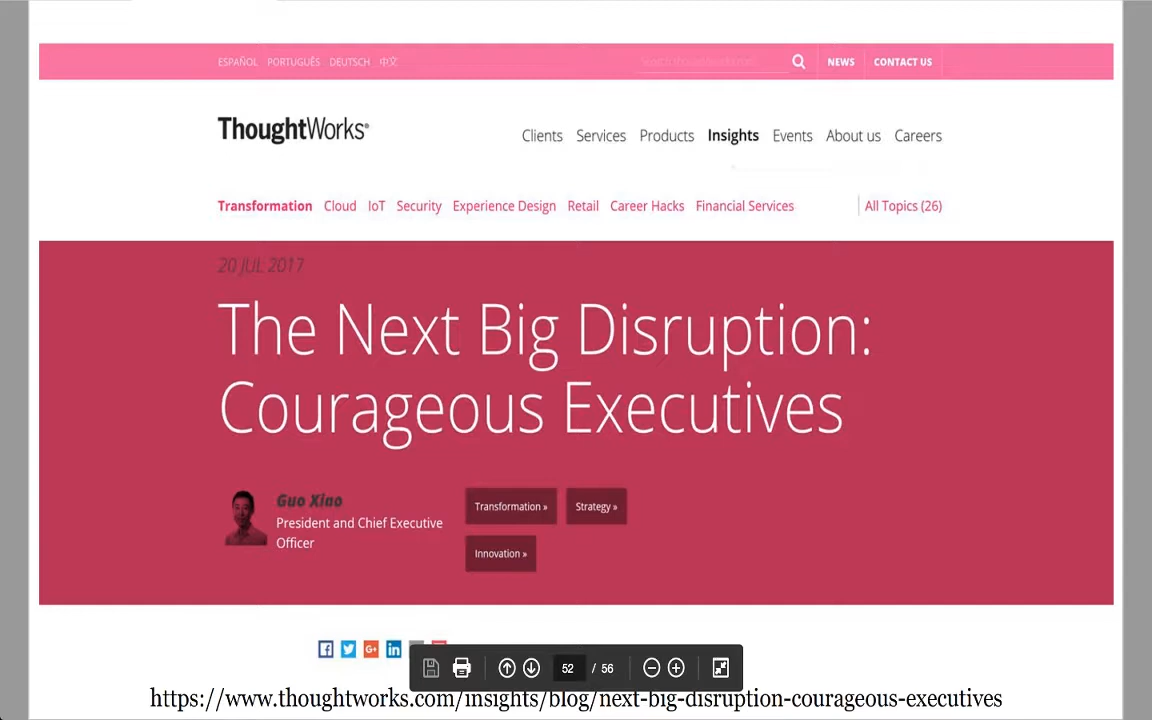 ESPAÑOL PORTUGUÊS DEUTSCH 中文 NEWS CONTACT US
ThoughtWorks®
Clients Services Products Insights Events About us Careers
Transformation Cloud IoT Security Experience Design Retail Career Hacks Financial Services All Topics (26)
20 JUL 2017
The Next Big Disruption:
Courageous Executives
Guo Xiao
President and Chief Executive
Officer
Transformation »
Strategy »
Innovation »
52 / 56
https://www.thoughtworks.com/insights/blog/next-big-disruption-courageous-executives